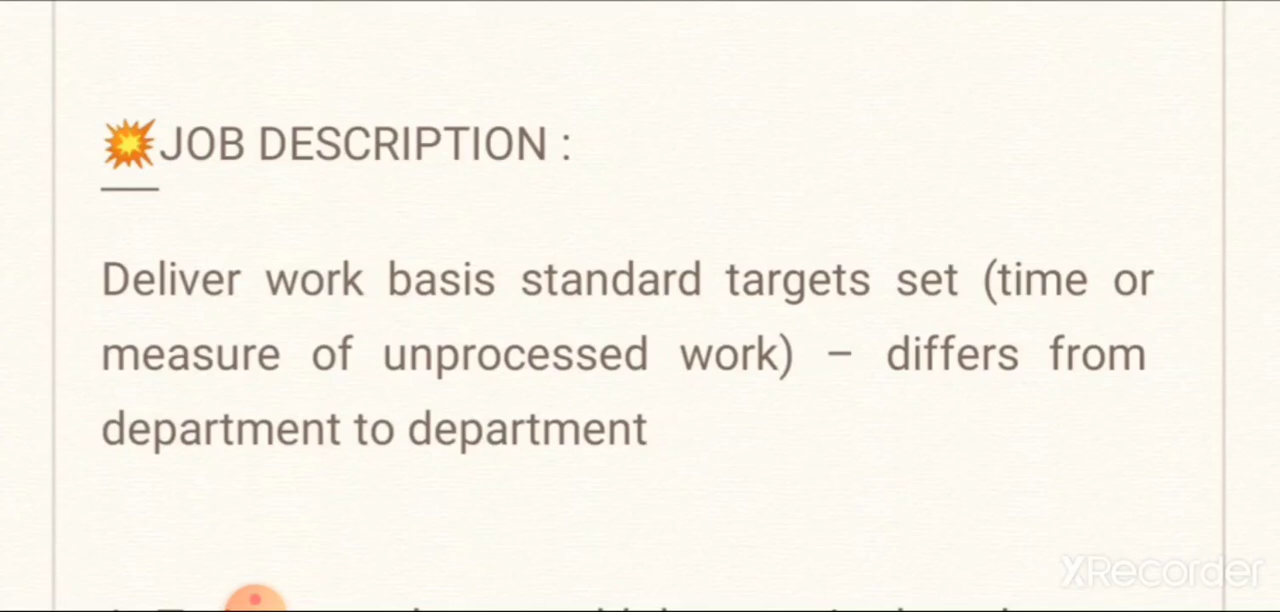 💥JOB DESCRIPTION :
Deliver work basis standard targets set (time or
measure of unprocessed work) – differs from
department to department
XRecorder